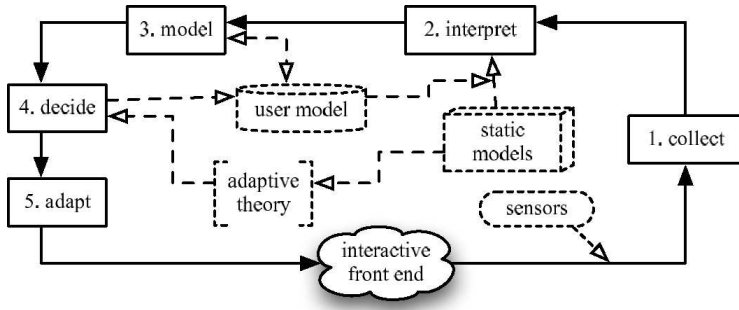 3. model
2. interpret
4. decide
user model
static
models
1. collect
5. adapt
adaptive
theory
sensors
interactive
front end